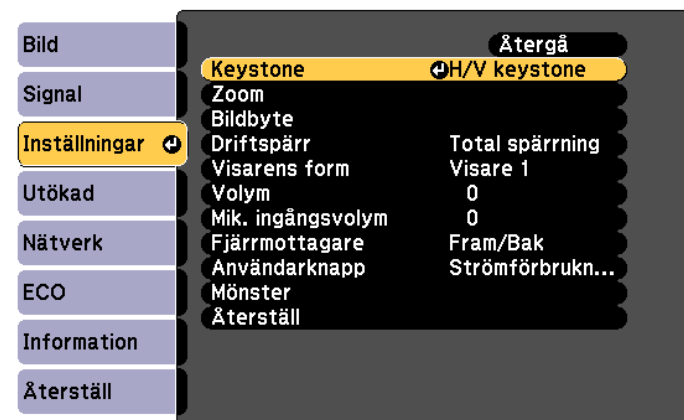 Bild
Signal
Inställningar
Utökad
Nätverk
ECO
Information
Återställ
Återgå
Keystone H/V keystone
Zoom
Bildbyte
Driftspärr Total spärrning
Visarens form Visare 1
Volym 0
Mik. ingångsvolym 0
Fjärrmottagare Fram/Bak
Användarknapp Strömförbrukn...
Mönster
Återställ